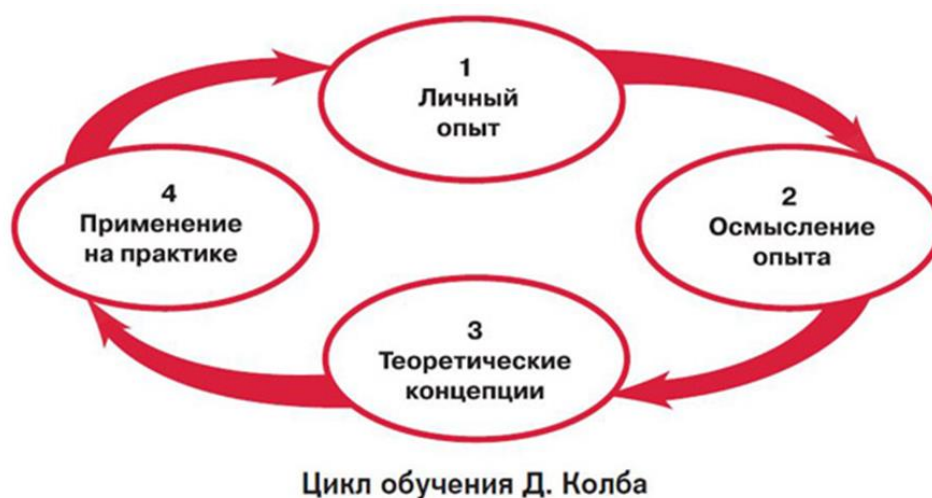 1
Личный
опыт
2
Осмысление
опыта
3
Теоретические
концепции
4
Применение
на практике
Цикл обучения Д. Колба